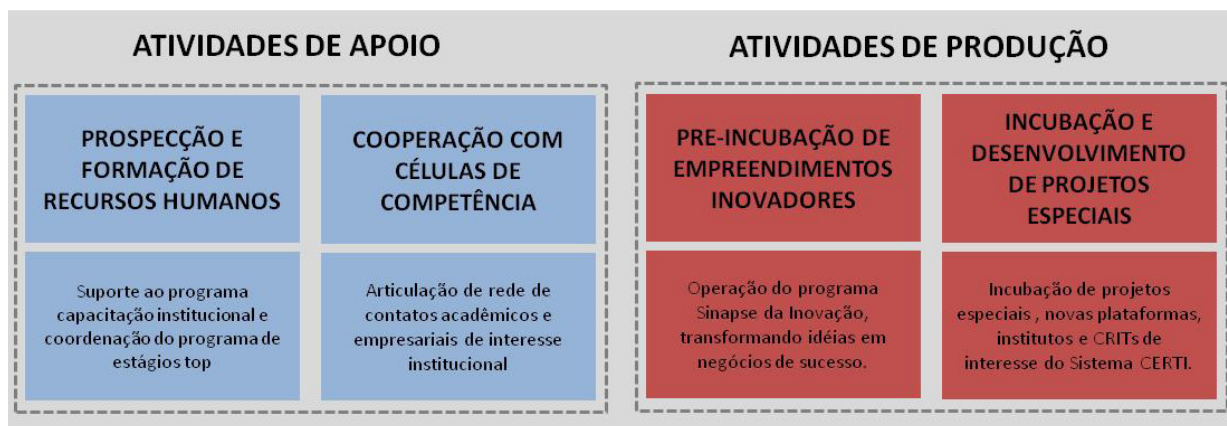 ATIVIDADES DE APOIO
PROSPECÇÃO E
FORMAÇÃO DE
RECURSOS HUMANOS
Suporte ao programa
capacitação institucional e
coordenação do programa de
estágios top
COOPERAÇÃO COM
CÉLULAS DE
COMPETÊNCIA
Articulação de rede de
contatos acadêmicos e
empresariais de interesse
institucional
ATIVIDADES DE PRODUÇÃO
PRE-INCUBAÇÃO DE
EMPREENDIMENTOS
INOVADORES
Operação do programa
Sinapse da Inovação,
transformando idéias em
negócios de sucesso.
INCUBAÇÃO E
DESENVOLVIMENTO
DE PROJETOS
ESPECIAIS
Incubação de projetos
especiais , novas plataformas,
institutos e CRITs de
interesse do Sistema CERTI.